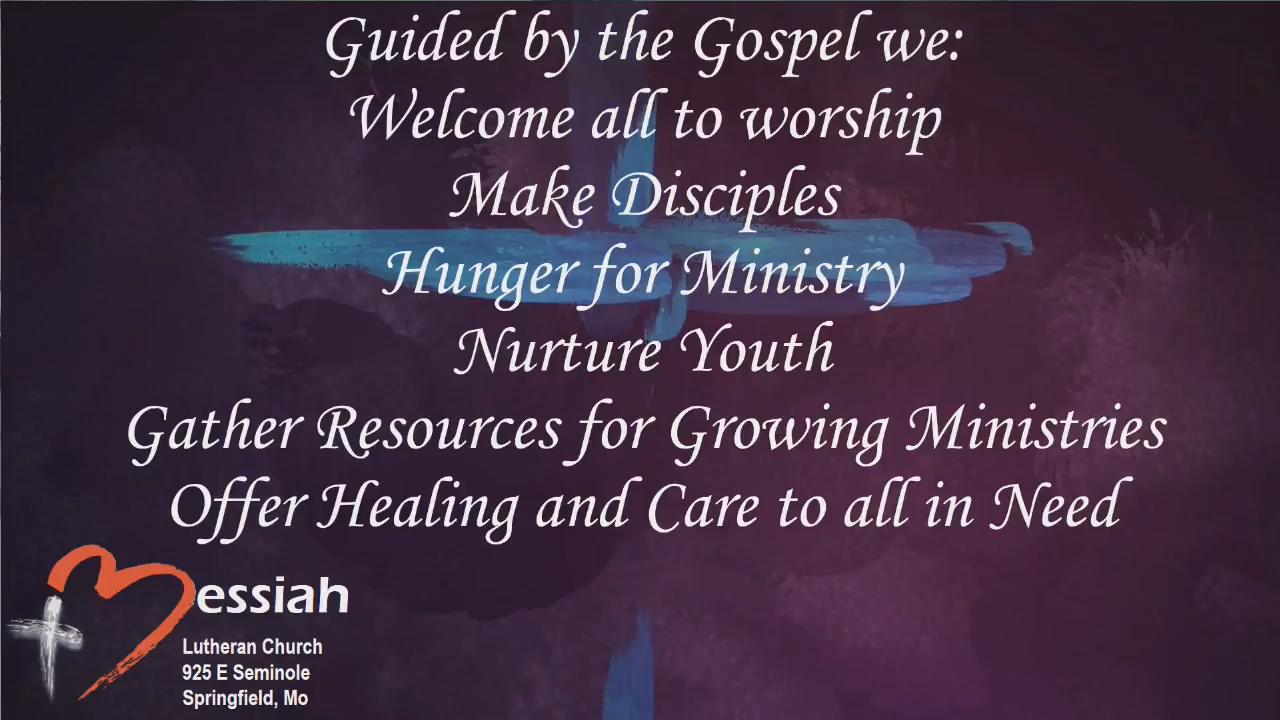 Guided by the Gospel we:
Welcome all to worship
Make Disciples
Hunger for Ministry
Nurture Youth
Gather Resources for Growing Ministries
Offer Healing and Care to all in Need
Messiah
Lutheran Church
925 E Seminole
Springfield, Mo